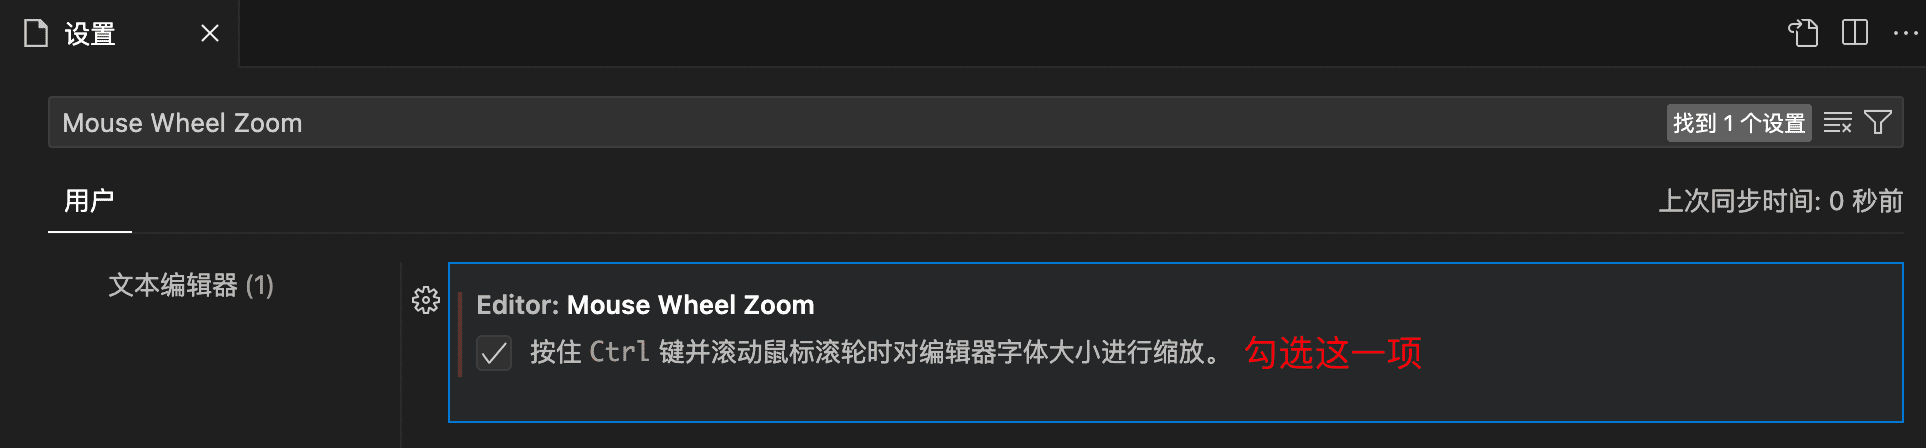 设置
Mouse Wheel Zoom
找到 1 个设置
用户
上次同步时间: 0 秒前
文本编辑器 (1)
Editor: Mouse Wheel Zoom
按住 Ctrl 键并滚动鼠标滚轮时对编辑器字体大小进行缩放。 勾选这一项